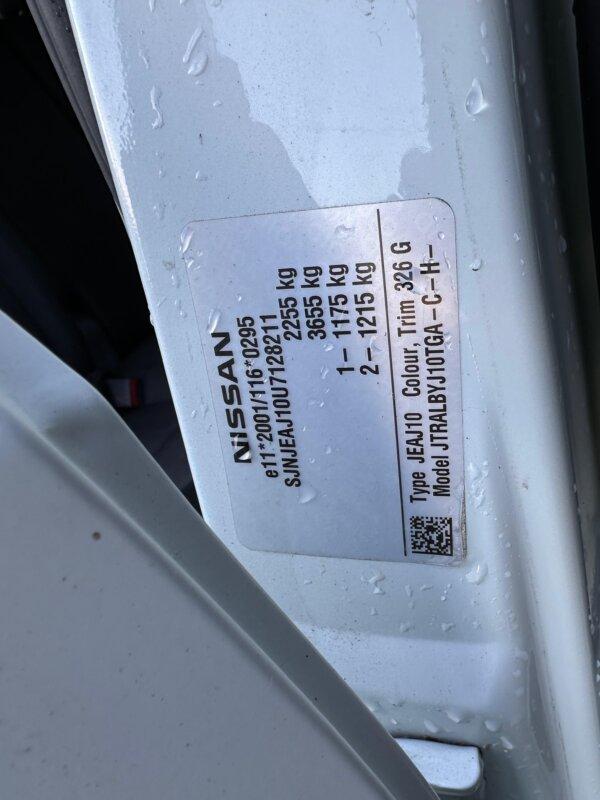 NISSAN
e11*2001/116*0295
SJNJEAJ10U7128211
2255 kg
3655 kg
1- 1175 kg
2- 1215 kg
Type JEAJ10 Colour, Trim 326 G
Model JTRALBYJ10TGA-C-H-